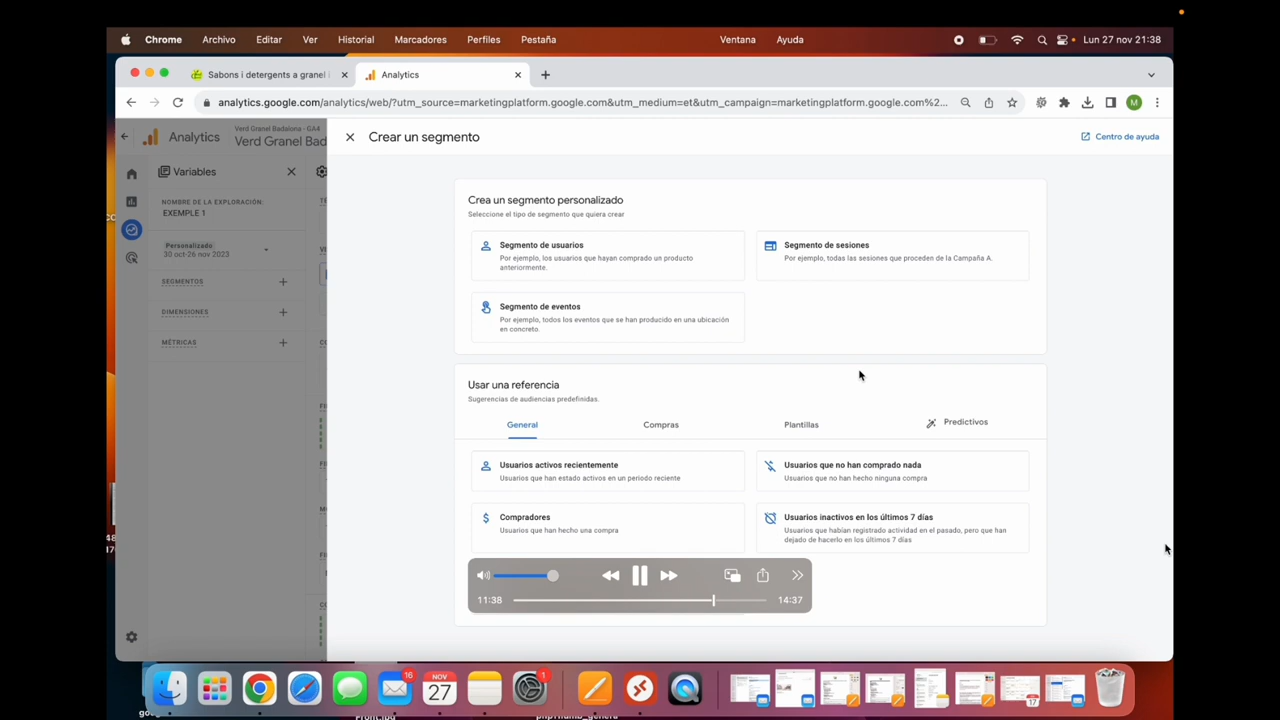 Chrome Archivo Editar Ver Historial Marcadores Perfiles Pestaña Ventana Ayuda Lun 27 nov 21:38
Sabons i detergents a granel i
Analytics
analytics.google.com/analytics/web/?utm_source=marketingplatform.google.com&utm_medium=et&utm_campaign=marketingplatform.google.com%2...
M
Analytics
Verd Granel Badalona - GA4
Verd Granel Bad
Crear un segmento
Centro de ayuda
Variables
NOMBRE DE LA EXPLORACIÓN:
EXEMPLE 1
Personalizado
30 oct-26 nov 2023
SEGMENTOS
DIMENSIONES
MÉTRICAS
Crea un segmento personalizado
Seleccione el tipo de segmento que quiera crear
Segmento de usuarios
Por ejemplo, los usuarios que hayan comprado un producto
anteriormente.
Segmento de sesiones
Por ejemplo, todas las sesiones que proceden de la Campaña A.
Segmento de eventos
Por ejemplo, todos los eventos que se han producido en una ubicación
en concreto.
Usar una referencia
Sugerencias de audiencias predefinidas.
General Compras Plantillas Predictivos
Usuarios activos recientemente
Usuarios que han estado activos en un periodo reciente
Usuarios que no han comprado nada
Usuarios que no han hecho ninguna compra
Compradores
Usuarios que han hecho una compra
Usuarios inactivos en los últimos 7 días
Usuarios que habían registrado actividad en el pasado, pero que han
dejado de hacerlo en los últimos 7 días
11:38 14:37
16
NOV
27
1
17